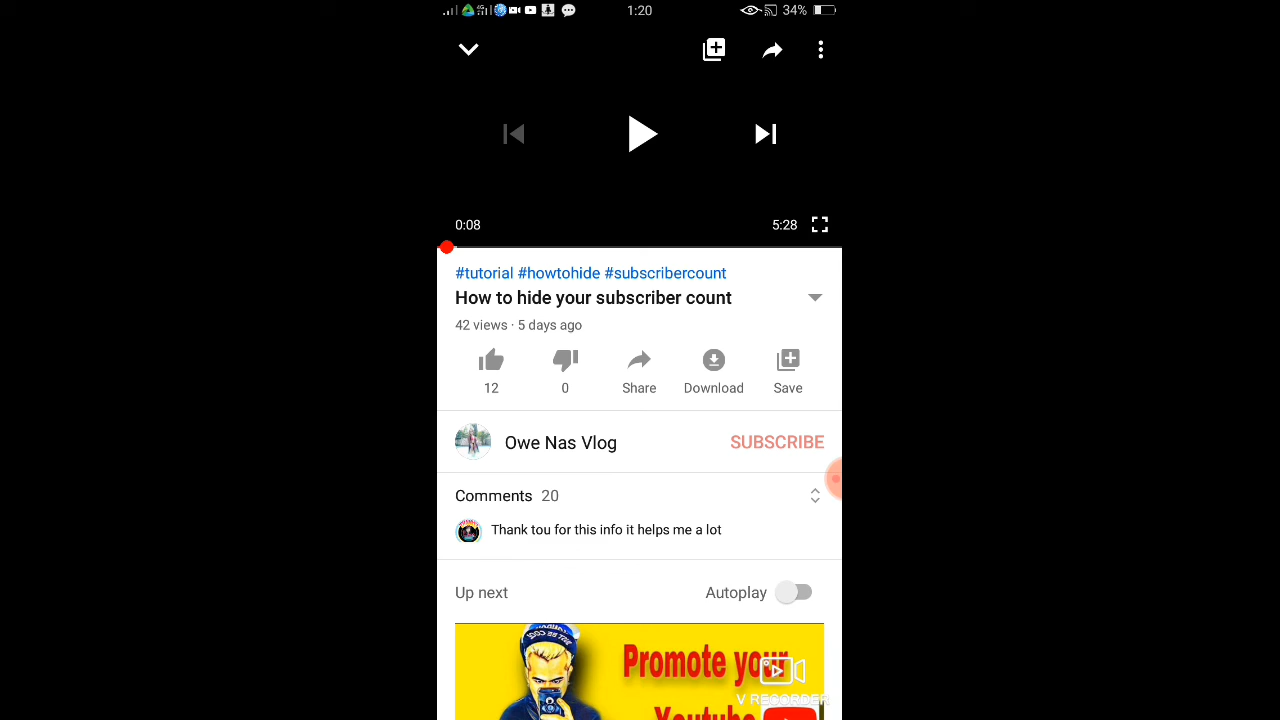 1:20
34%
0:08
5:28
#tutorial #howtohide #subscribercount
How to hide your subscriber count
42 views · 5 days ago
12
0
Share
Download
Save
Owe Nas Vlog
SUBSCRIBE
Comments 20
Thank tou for this info it helps me a lot
Up next
Autoplay
Promote your
Youtube
V RECORDER